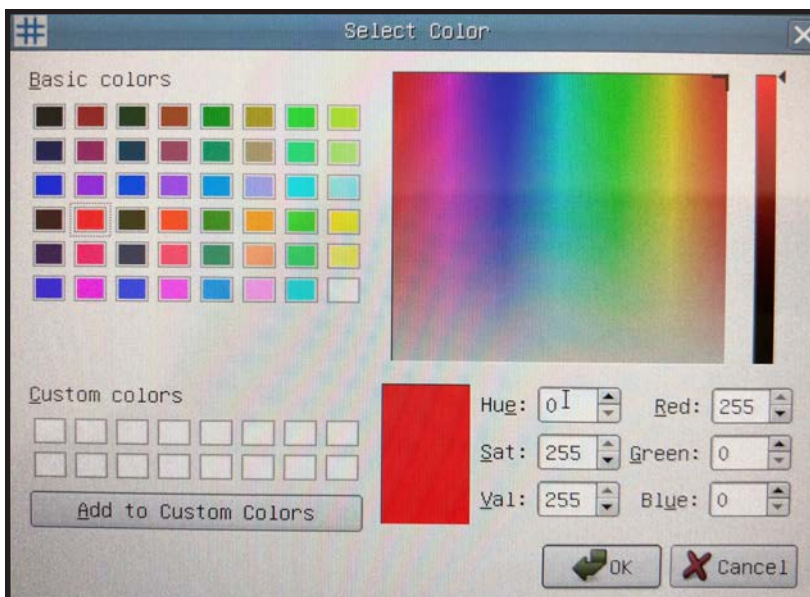 Select Color
Basic colors
Custom colors
Add to Custom Colors
Hue: 0 Red: 255
Sat: 255 Green: 0
Val: 255 Blue: 0
OK Cancel